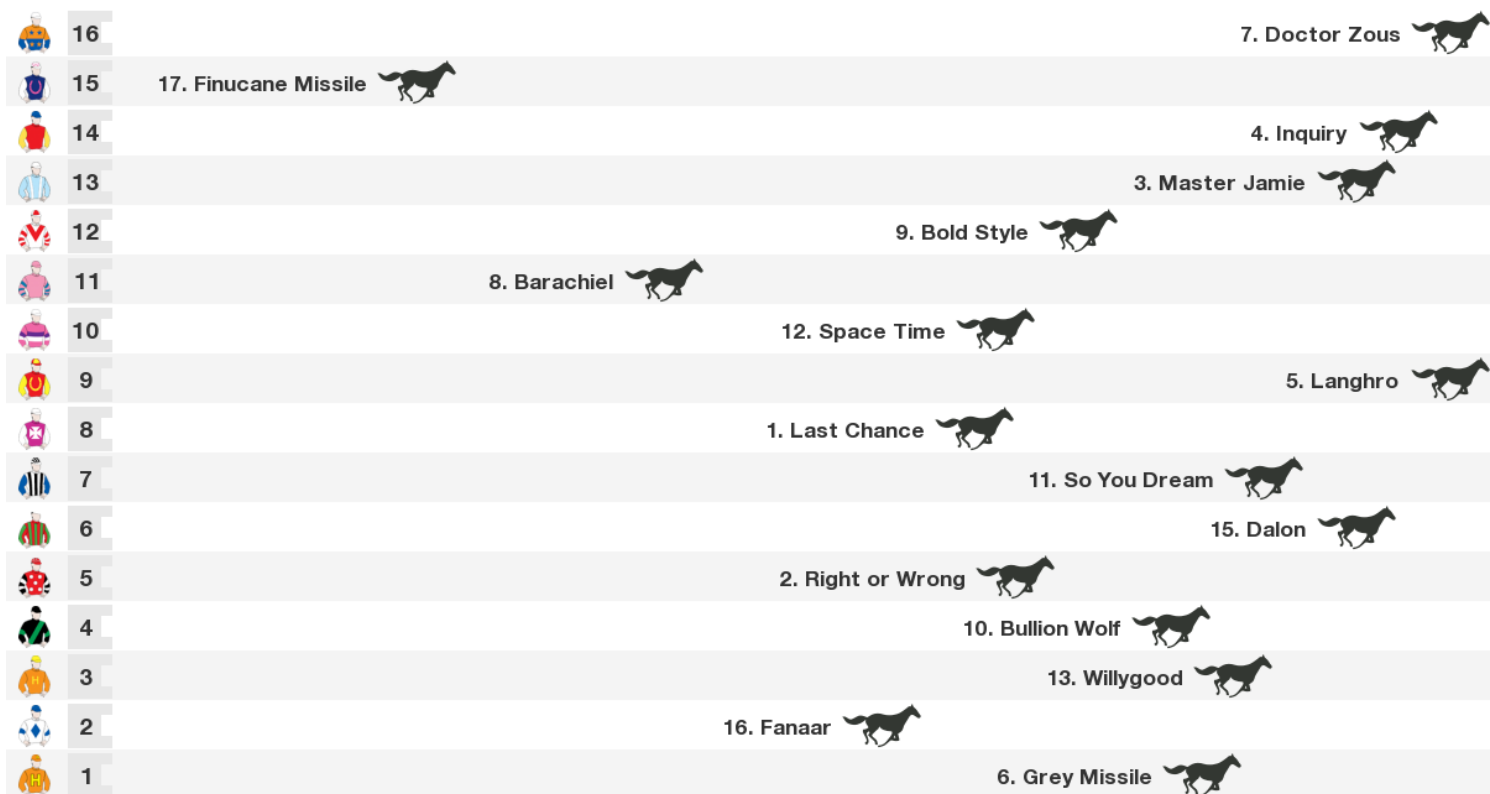 16 7. Doctor Zous
15 17. Finucane Missile
14 4. Inquiry
13 3. Master Jamie
12 9. Bold Style
11 8. Barachiel
10 12. Space Time
9 5. Langhro
8 1. Last Chance
7 11. So You Dream
6 15. Dalon
5 2. Right or Wrong
4 10. Bullion Wolf
H 3 13. Willygood
2 16. Fanaar
H 1 6. Grey Missile